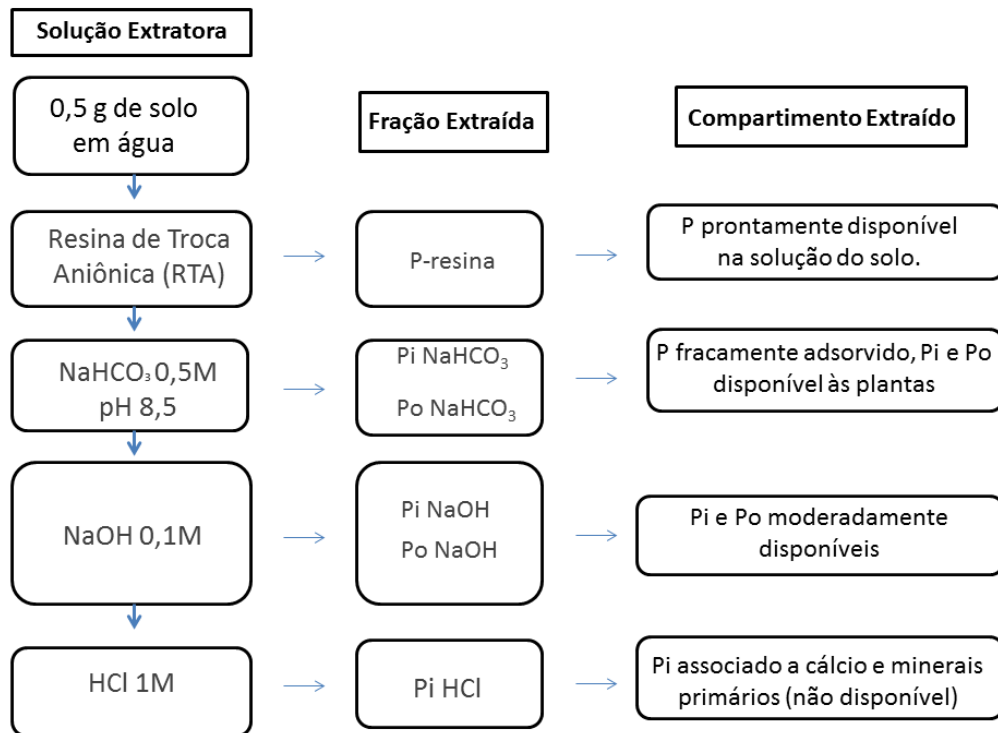 Solução Extratora
0,5 g de solo
em água
Fração Extraída
Compartimento Extraído
Resina de Troca
Aniônica (RTA)
P-resina
P prontamente disponível
na solução do solo.
NaHCO₃ 0,5M
pH 8,5
Pi NaHCO₃
Po NaHCO₃
P fracamente adsorvido, Pi e Po
disponível às plantas
NaOH 0,1M
Pi NaOH
Po NaOH
Pi e Po moderadamente
disponíveis
HCl 1M
Pi HCl
Pi associado a cálcio e minerais
primários (não disponível)